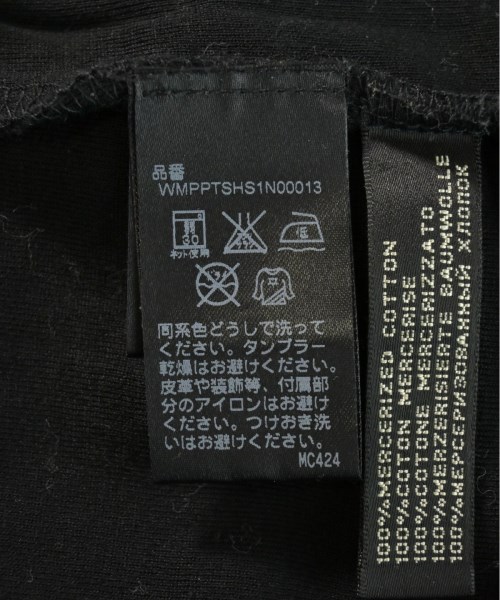 品番
WMPPTSHS1N00013
弱
30
ネット使用
低
同系色どうしで洗って
ください。タンブラー
乾燥はお避けください。
皮革や装飾等、付属部
分のアイロンはお避け
ください。つけおき洗
いはお避けください。
MC424
100%MERCERIZED COTTON
100%COTON MERCERISE
100%COTONE MERCERIZZATO
100%MERZERISIERTE BAUMWOLLE
100%МЕРСЕРИЗОВАННЫЙ ХЛОПОК